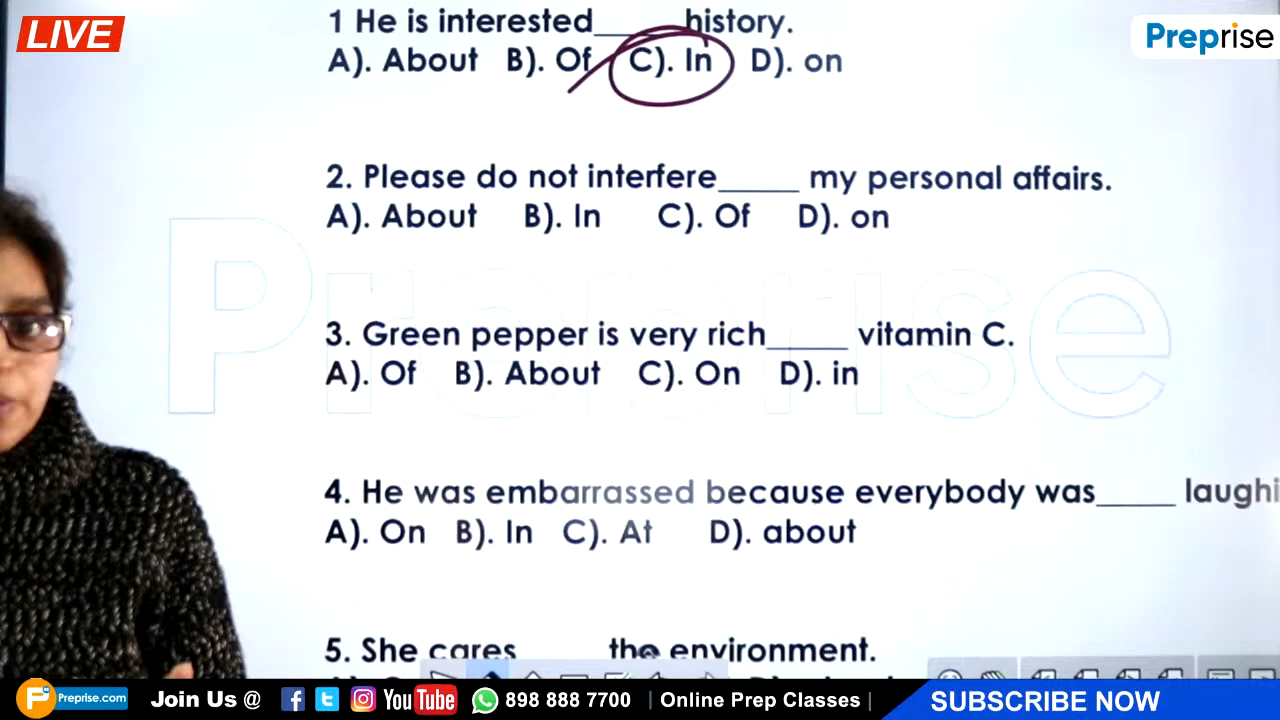 LIVE
Preprise
1 He is interested_____history.
A). About B). Of C). In D). on
2. Please do not interfere_____ my personal affairs.
A). About B). In C). Of D). on
3. Green pepper is very rich_____ vitamin C.
A). Of B). About C). On D). in
4. He was embarrassed because everybody was_____ laughi
A). On B). In C). At D). about
5. She cares the environment.
Preprise
Preprise.com Join Us @ YouTube 898 888 7700 | Online Prep Classes | SUBSCRIBE NOW